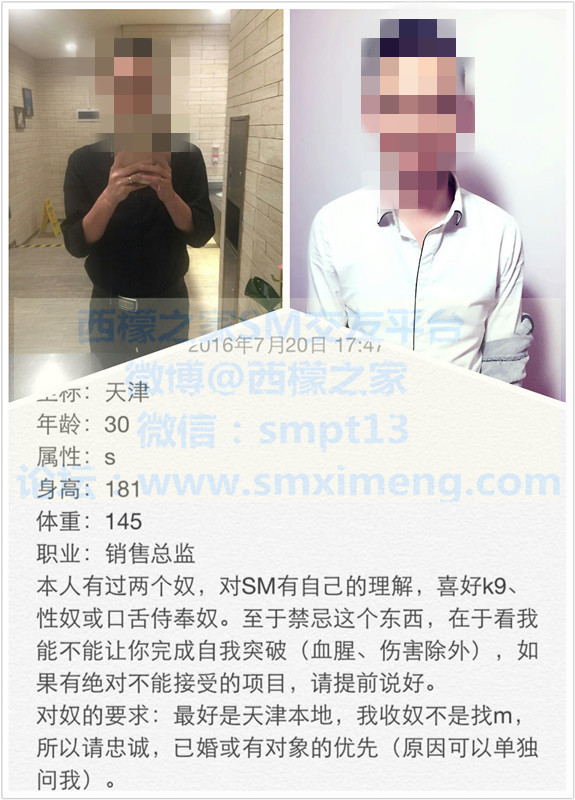 西檬之家SM交友平台
2016年7月20日 17:47
微博@西檬之家
坐标：天津
年龄：30
微信：smpt13
属性：s
论坛：www.smximeng.com
身高：181
体重：145
职业：销售总监
本人有过两个奴，对SM有自己的理解，喜好k9、
性奴或口舌侍奉奴。至于禁忌这个东西，在于看我
能不能让你完成自我突破（血腥、伤害除外），如
果有绝对不能接受的项目，请提前说好。
对奴的要求：最好是天津本地，我收奴不是找m，
所以请忠诚，已婚或有对象的优先（原因可以单独
问我）。